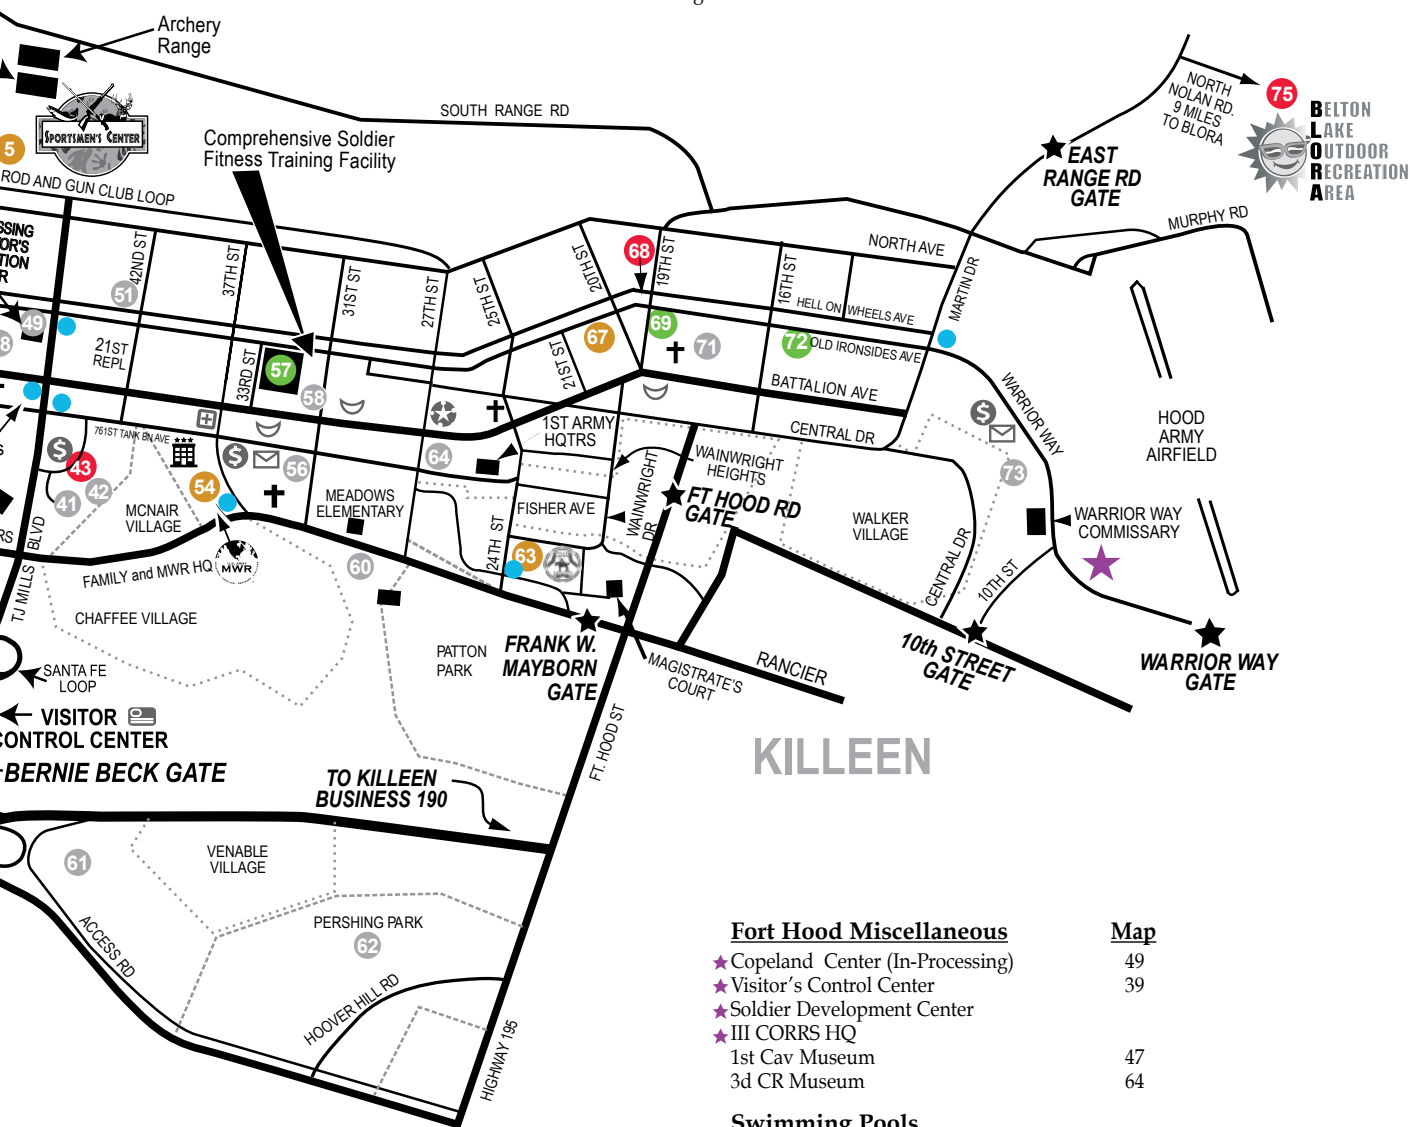 Archery
Range
SPORTSMEN'S CENTER
5
ROD AND GUN CLUB LOOP
Comprehensive Soldier
Fitness Training Facility
SOUTH RANGE RD
NORTH
NOLAN RD.
9 MILES
TO BLORA
75
BELTON
LAKE
OUTDOOR
RECREATION
AREA
EAST
RANGE RD
GATE
MURPHY RD
NORTH AVE
MARTIN DR
42ND ST
37TH ST
31ST ST
27TH ST
25TH ST
20TH ST
68
19TH ST
16TH ST
HELL ON WHEELS AVE
OLD IRONSIDES AVE
BATTALION AVE
CENTRAL DR
51
49
8
21ST
REPL
33RD ST
57
58
21ST ST
67
69
71
72
WARRIOR WAY
HOOD
ARMY
AIRFIELD
761ST TANK BN AVE
43
41
42
54
56
64
1ST ARMY
HQTRS
WAINWRIGHT
HEIGHTS
73
MCNAIR
VILLAGE
MEADOWS
ELEMENTARY
FISHER AVE
WAINWRIGHT
DR
FT HOOD RD
GATE
WALKER
VILLAGE
WARRIOR WAY
COMMISSARY
24TH ST
63
60
CENTRAL DR
10TH ST
FAMILY and MWR HQ
MWR
TJ MILLS BLVD
CHAFFEE VILLAGE
SANTA FE
LOOP
PATTON
PARK
FRANK W.
MAYBORN
GATE
MAGISTRATE'S
COURT
RANCIER
10th STREET
GATE
WARRIOR WAY
GATE
VISITOR
CONTROL CENTER
BERNIE BECK GATE
TO KILLEEN
BUSINESS 190
FT. HOOD ST
KILLEEN
61
VENABLE
VILLAGE
PERSHING PARK
62
ACCESS RD
HOOVER HILL RD
HIGHWAY 195
Fort Hood Miscellaneous Map
Copeland Center (In-Processing) 49
Visitor's Control Center 39
Soldier Development Center
III CORRS HQ
1st Cav Museum 47
3d CR Museum 64
Swimming Pools